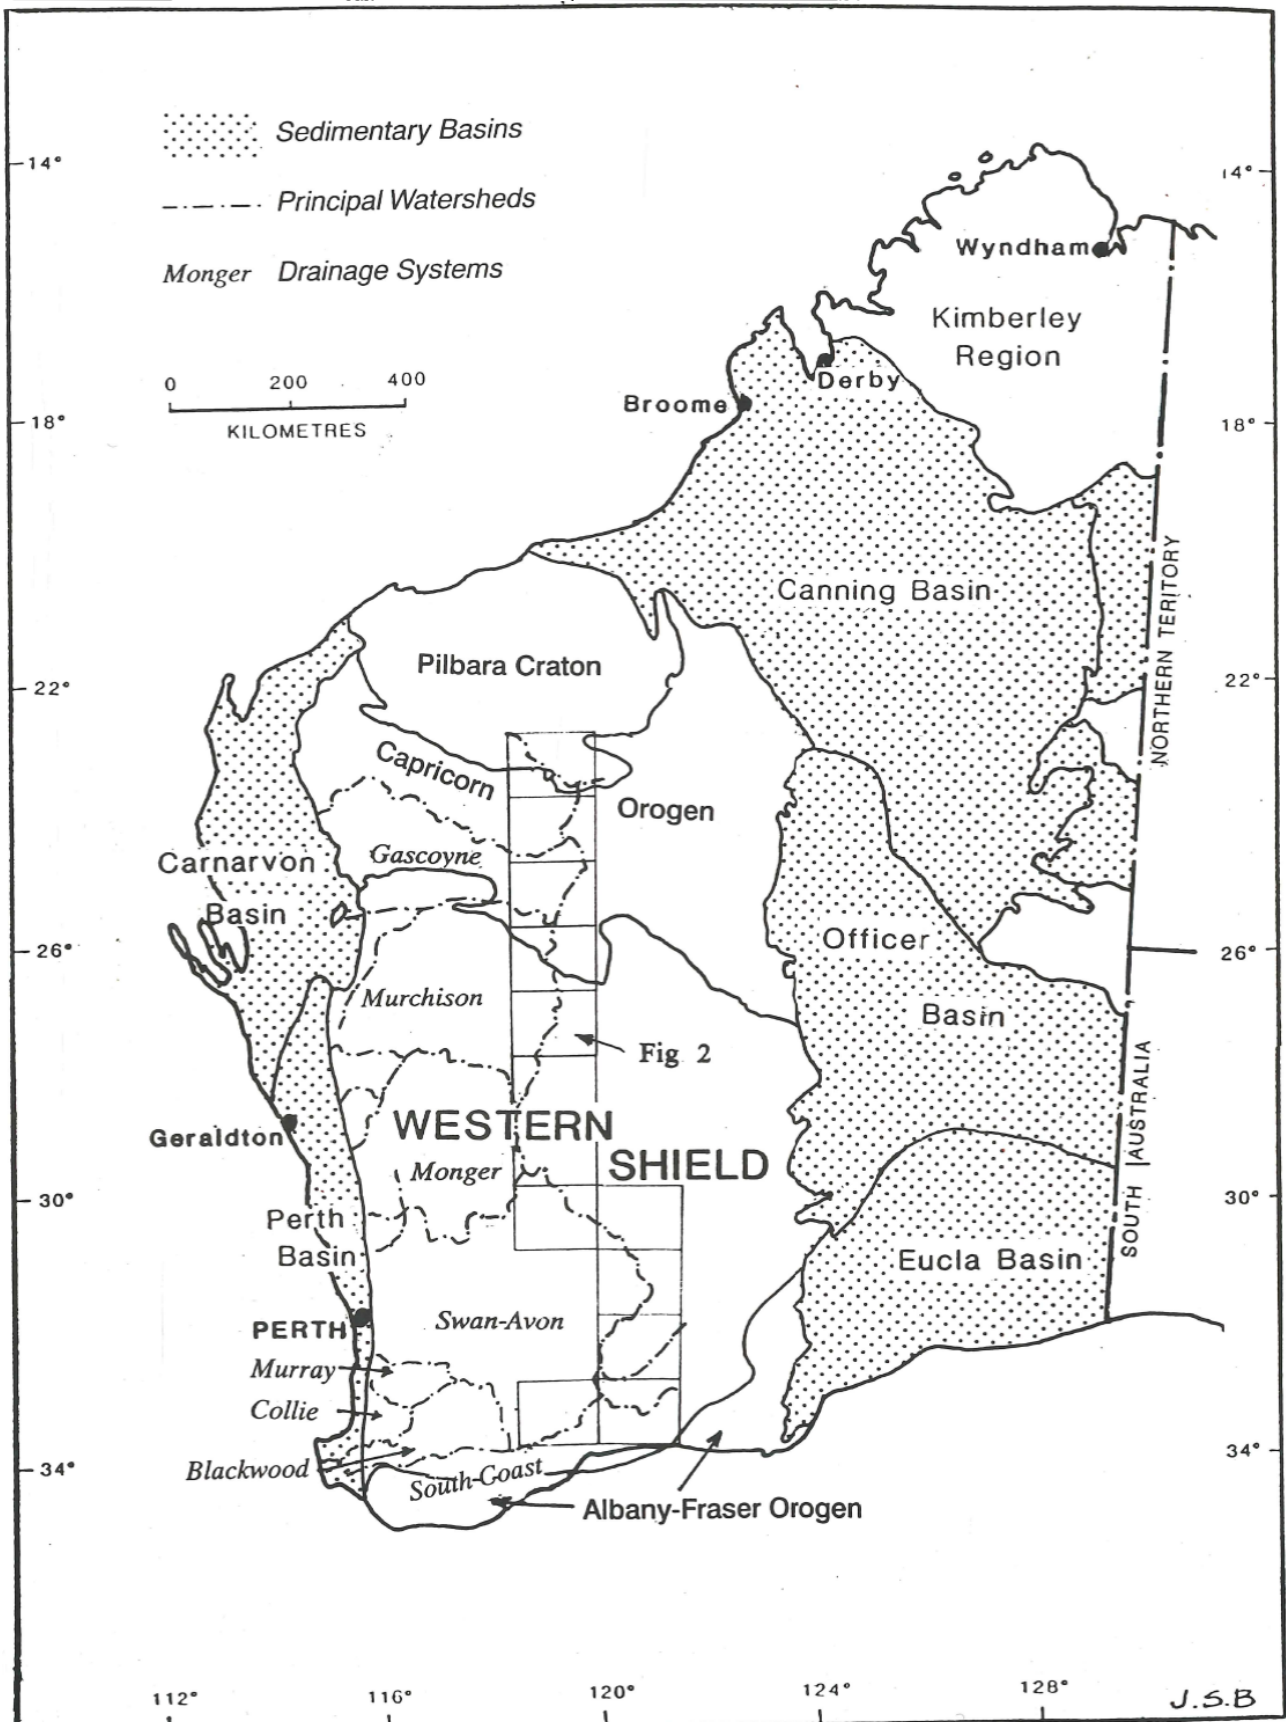 Sedimentary Basins
14°
14°
Principal Watersheds
Wyndham
Monger Drainage Systems
Kimberley
Region
0 200 400
Derby
Broome
KILOMETRES
18°
18°
Canning Basin
NORTHERN TERITORY
Pilbara Craton
22°
22°
Capricorn
Orogen
Gascoyne
Carnarvon
Basin
Officer
26°
26°
Murchison
Basin
Fig 2
WESTERN
Geraldton
SHIELD
Monger
SOUTH AUSTRALIA
30°
30°
Perth
Basin
Eucla Basin
PERTH
Swan-Avon
Murray
Collie
34°
34°
Blackwood
South-Coast
Albany-Fraser Orogen
112° 116° 120° 124° 128°
J.S.B